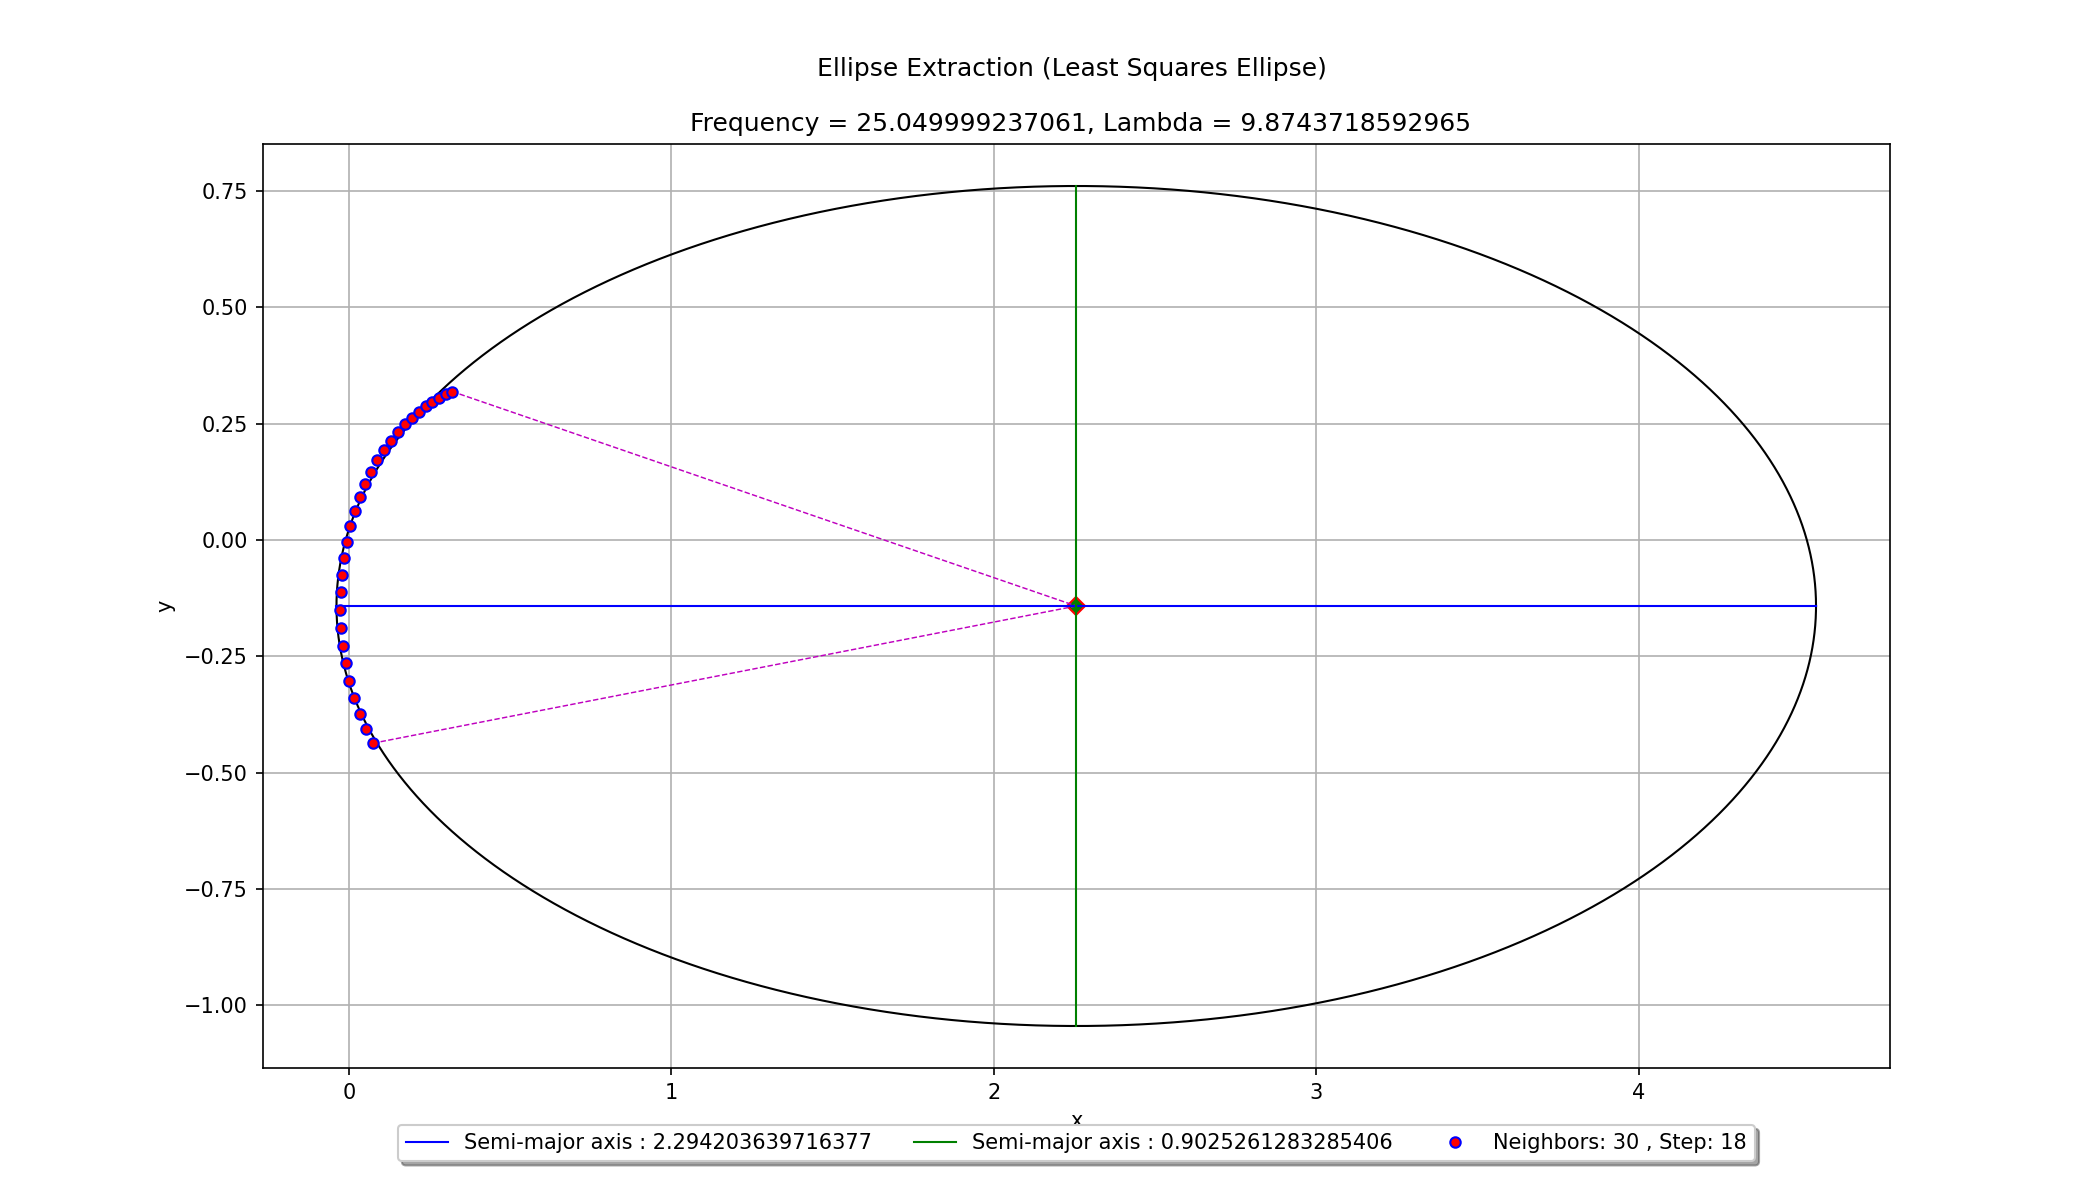 Ellipse Extraction (Least Squares Ellipse)
Frequency = 25.049999237061, Lambda = 9.8743718592965
0.75
0.50
0.25
0.00
−0.25
−0.50
−0.75
−1.00
y
0 1 2 3 4
x
Semi-major axis : 2.294203639716377 Semi-major axis : 0.9025261283285406 Neighbors: 30 , Step: 18